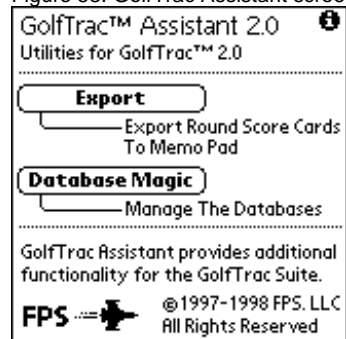 GolfTrac™ Assistant 2.0
Utilities for GolfTrac™ 2.0
Export
Export Round Score Cards
To Memo Pad
Database Magic
Manage The Databases
GolfTrac Assistant provides additional
functionality for the GolfTrac Suite.
FPS
©1997-1998 FPS, LLC
All Rights Reserved